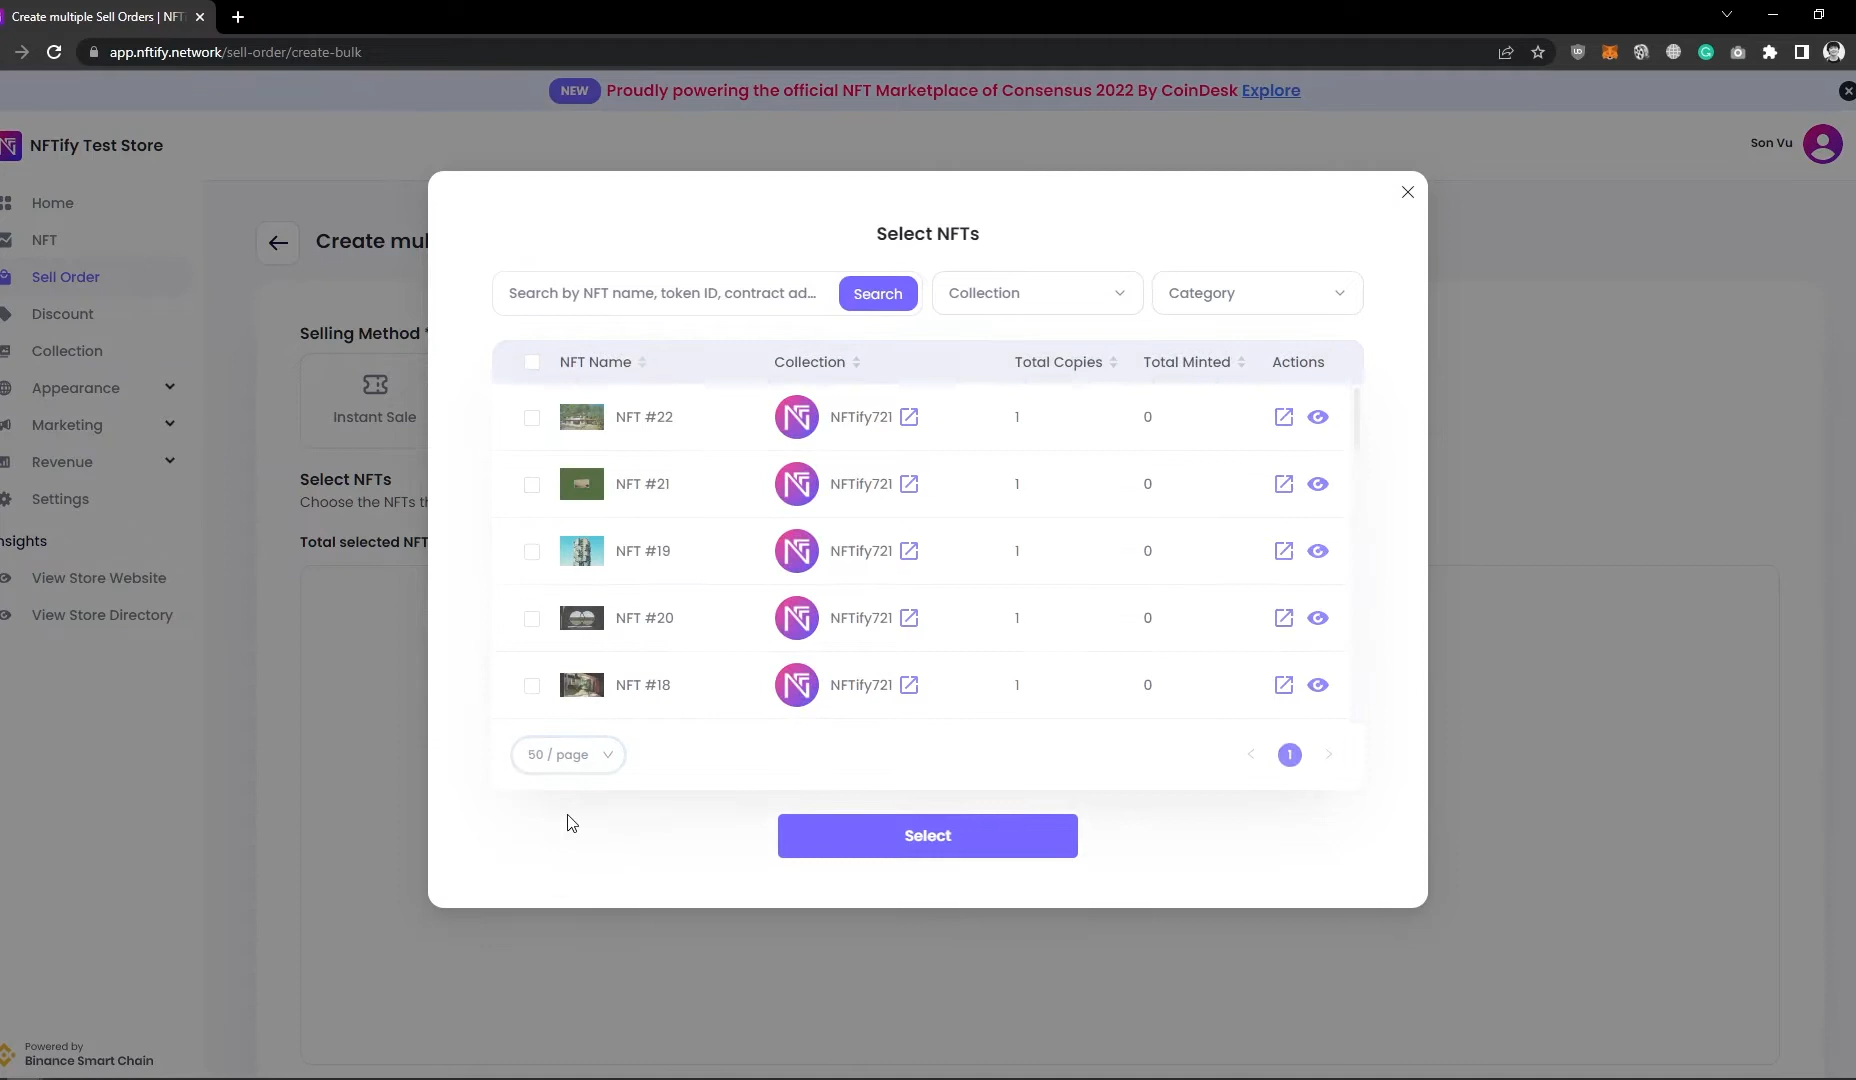 Create multiple Sell Orders | NFTi
app.nftify.network/sell-order/create-bulk
NEW Proudly powering the official NFT Marketplace of Consensus 2022 By CoinDesk Explore
NFTify Test Store
Son Vu
Home
NFT
Sell Order
Discount
Collection
Appearance
Marketing
Revenue
Settings
nsights
View Store Website
View Store Directory
Powered by
Binance Smart Chain
Create mul
Selling Method *
Instant Sale
Select NFTs
Choose the NFTs th
Total selected NFT
Select NFTs
Search by NFT name, token ID, contract ad... Search Collection Category
NFT Name Collection Total Copies Total Minted Actions
NFT #22 NFTify721 1 0
NFT #21 NFTify721 1 0
NFT #19 NFTify721 1 0
NFT #20 NFTify721 1 0
NFT #18 NFTify721 1 0
50 / page 1
Select